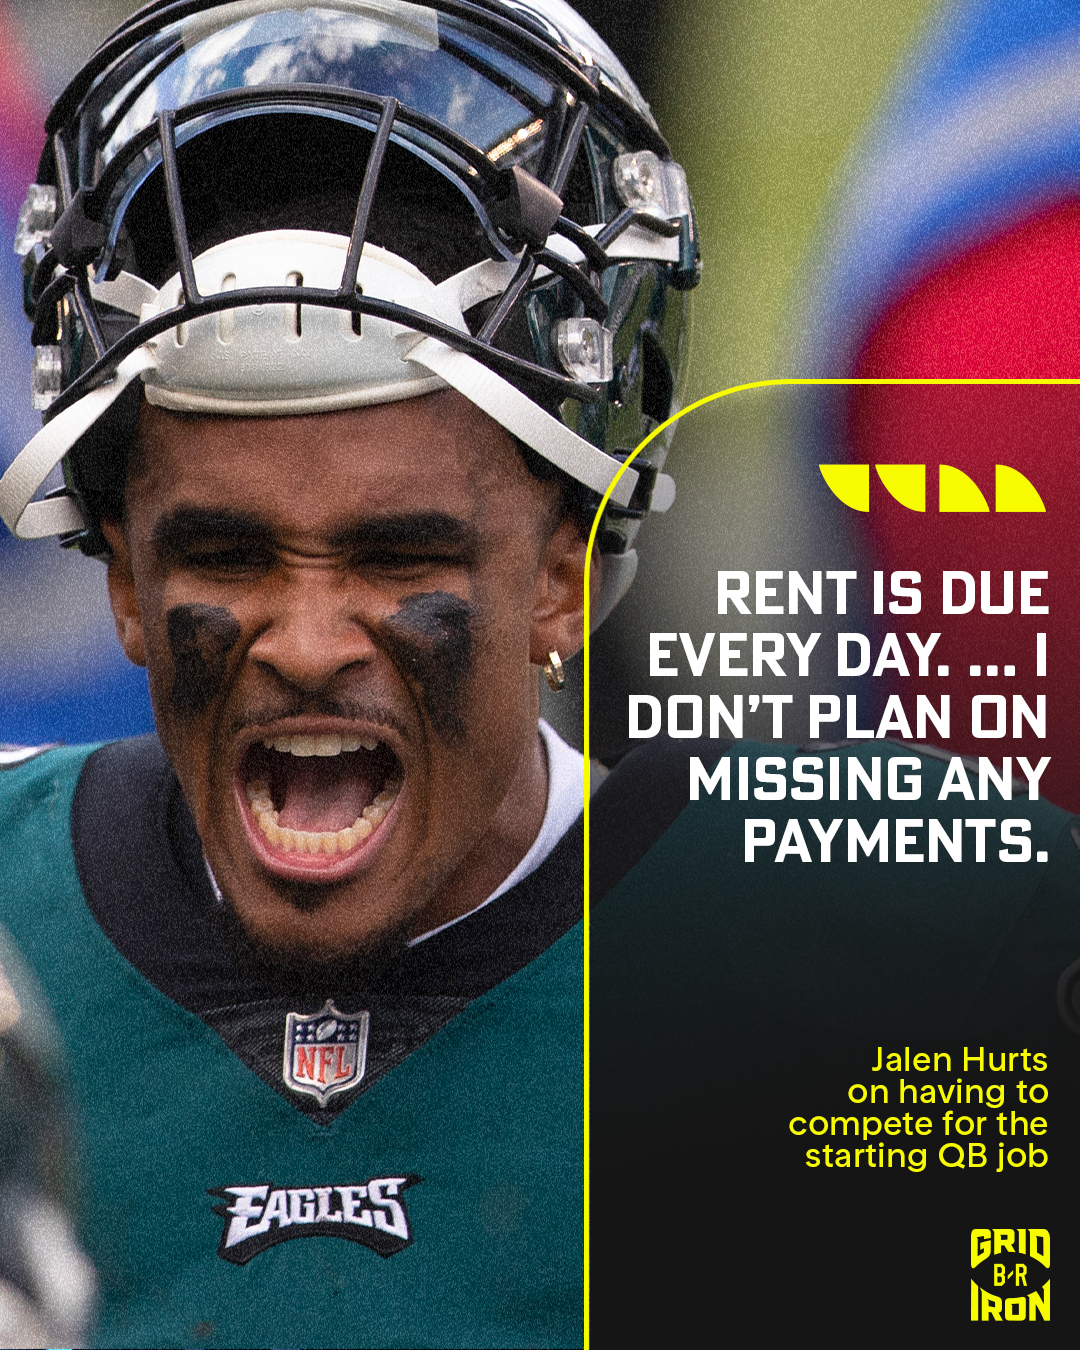 RENT IS DUE
EVERY DAY. ... I
DON'T PLAN ON
MISSING ANY
PAYMENTS.
NFL
Jalen Hurts
on having to
compete for the
starting QB job
EAGLES
GRID
B/R
IRON